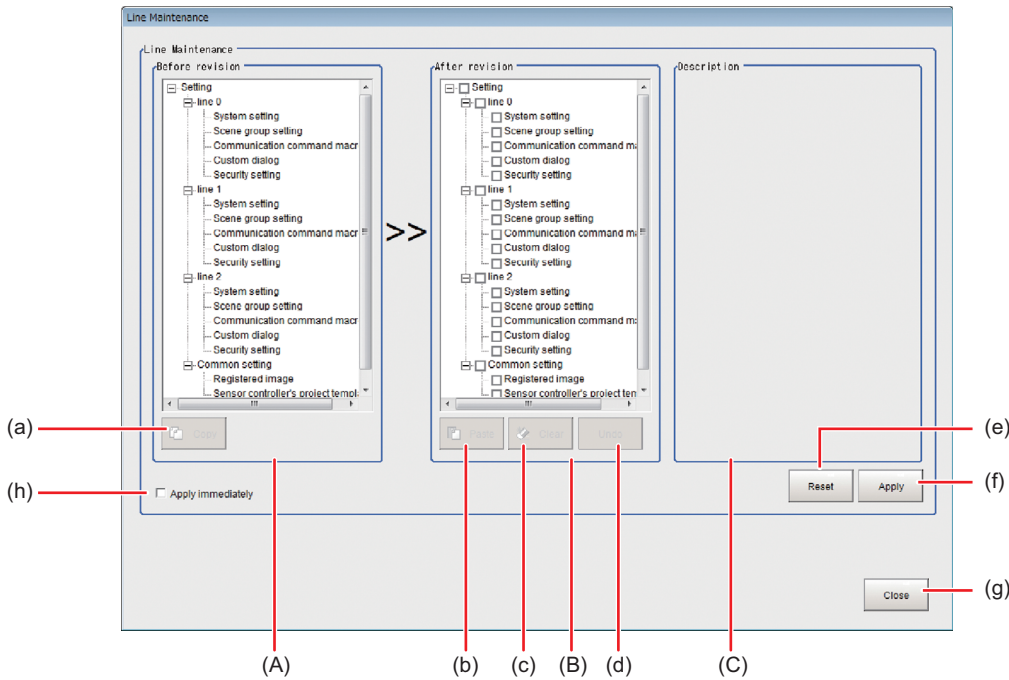 Line Maintenance
Line Maintenance
Before revision
Setting
line 0
System setting
Scene group setting
Communication command macr
Custom dialog
Security setting
line 1
System setting
Scene group setting
Communication command macr
Custom dialog
Security setting
line 2
System setting
Scene group setting
Communication command macr
Custom dialog
Security setting
Common setting
Registered image
Sensor controller's project templ
Copy
>>
After revision
Setting
line 0
System setting
Scene group setting
Communication command ma
Custom dialog
Security setting
line 1
System setting
Scene group setting
Communication command ma
Custom dialog
Security setting
line 2
System setting
Scene group setting
Communication command ma
Custom dialog
Security setting
Common setting
Registered image
Sensor controller's project tem
Paste
Clear
Undo
Description
(a)
(e)
(h)
Apply immediately
Reset
Apply
(f)
Close
(g)
(A)
(b)
(c)
(B)
(d)
(C)